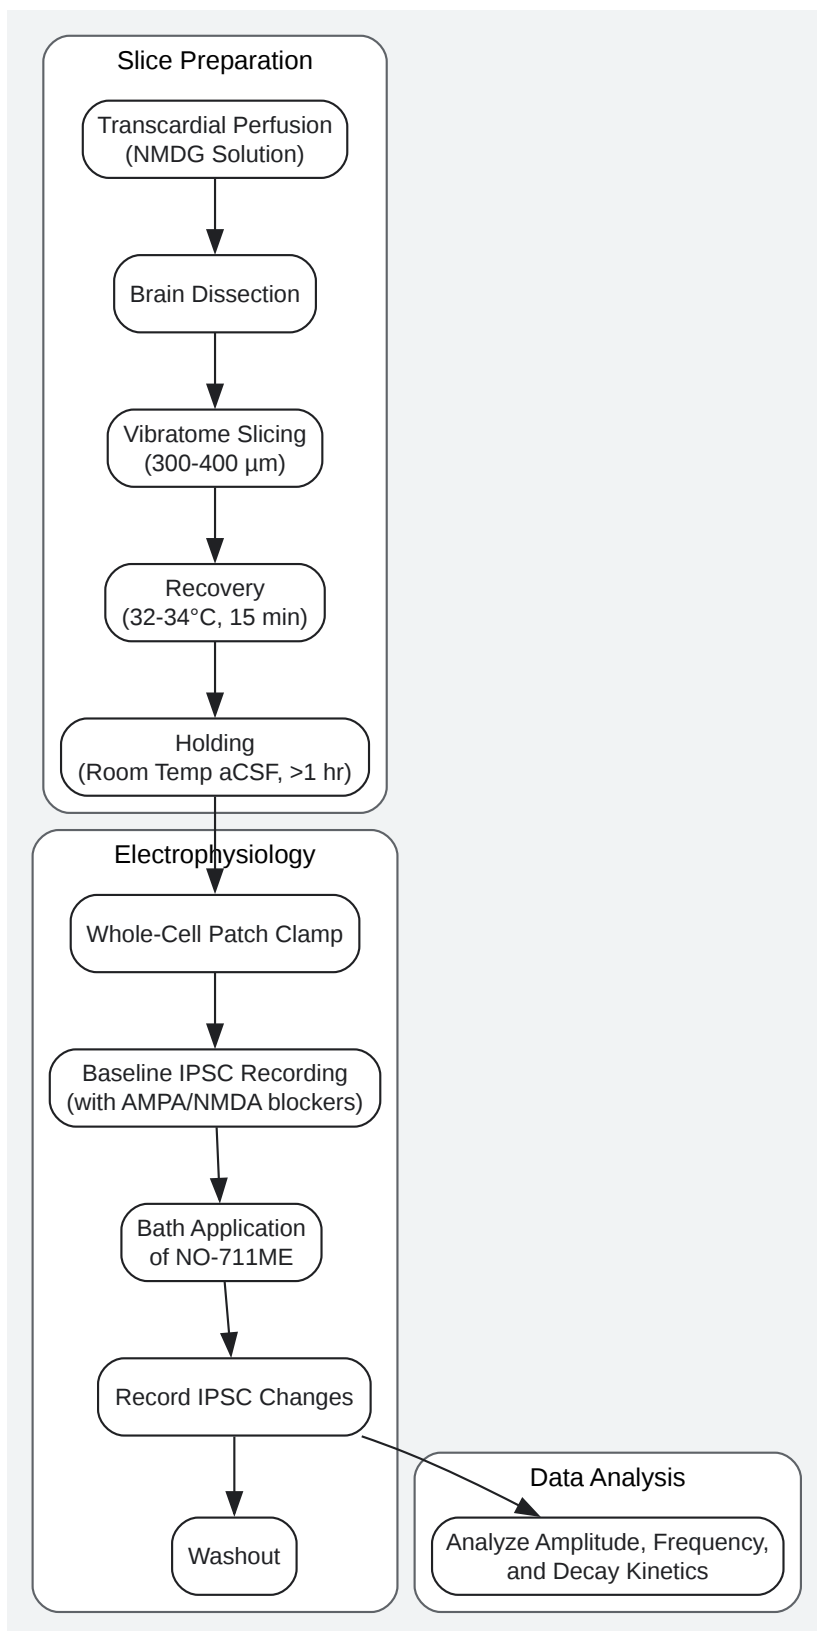 Slice Preparation
Transcardial Perfusion
(NMDG Solution)
Brain Dissection
Vibratome Slicing
(300-400 µm)
Recovery
(32-34°C, 15 min)
Holding
(Room Temp aCSF, >1 hr)
Electrophysiology
Whole-Cell Patch Clamp
Baseline IPSC Recording
(with AMPA/NMDA blockers)
Bath Application
of NO-711ME
Record IPSC Changes
Washout
Data Analysis
Analyze Amplitude, Frequency,
and Decay Kinetics